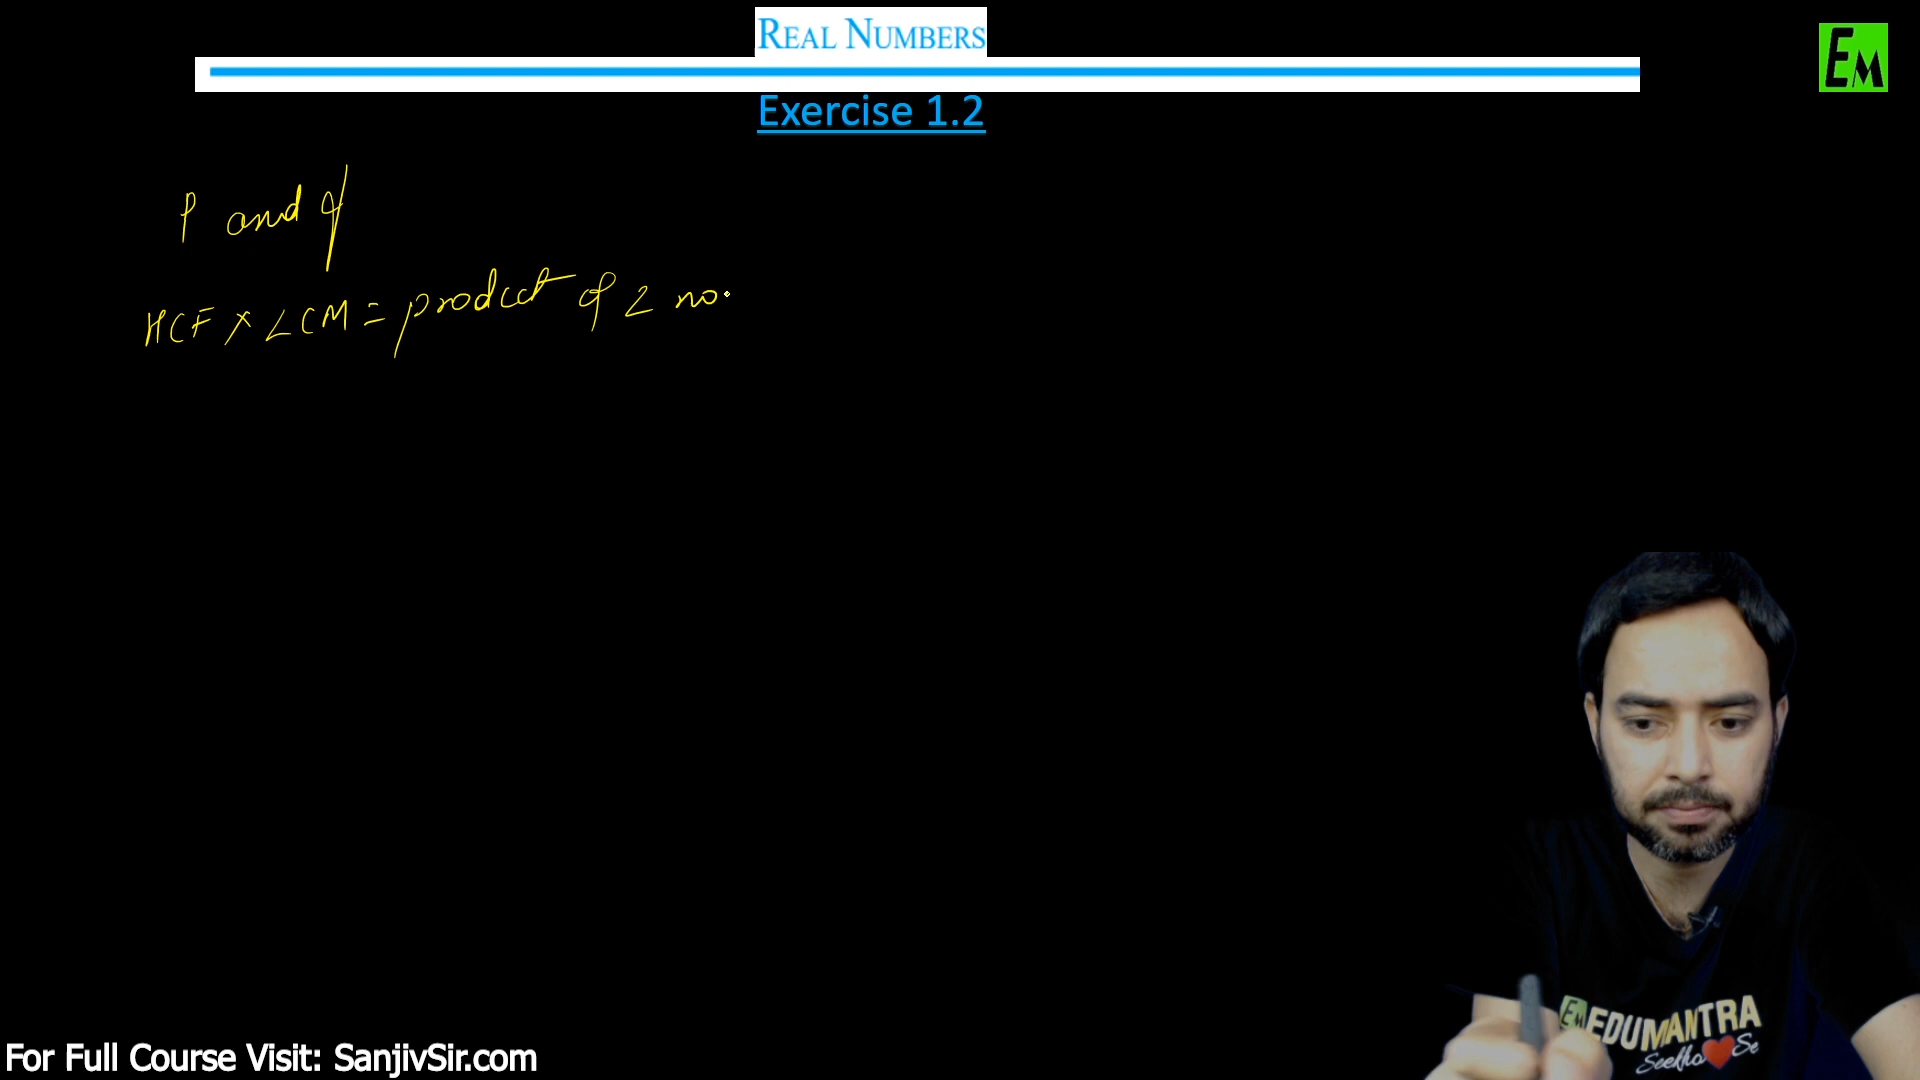 REAL NUMBERS
EM
Exercise 1.2
P and q
HCF × LCM = product of 2 no.
EM EDUMANTRA
Seekho ❤ Se
For Full Course Visit: SanjivSir.com